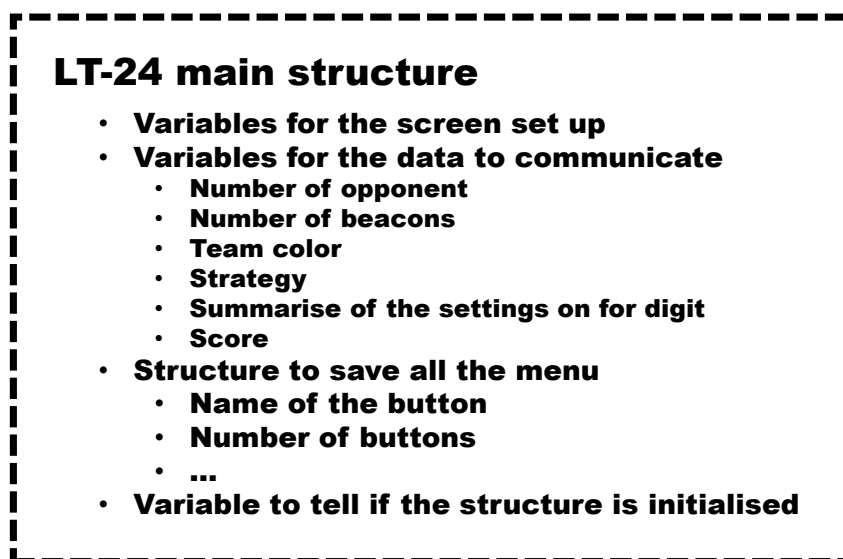 LT-24 main structure
• Variables for the screen set up
• Variables for the data to communicate
• Number of opponent
• Number of beacons
• Team color
• Strategy
• Summarise of the settings on for digit
• Score
• Structure to save all the menu
• Name of the button
• Number of buttons
• ...
• Variable to tell if the structure is initialised